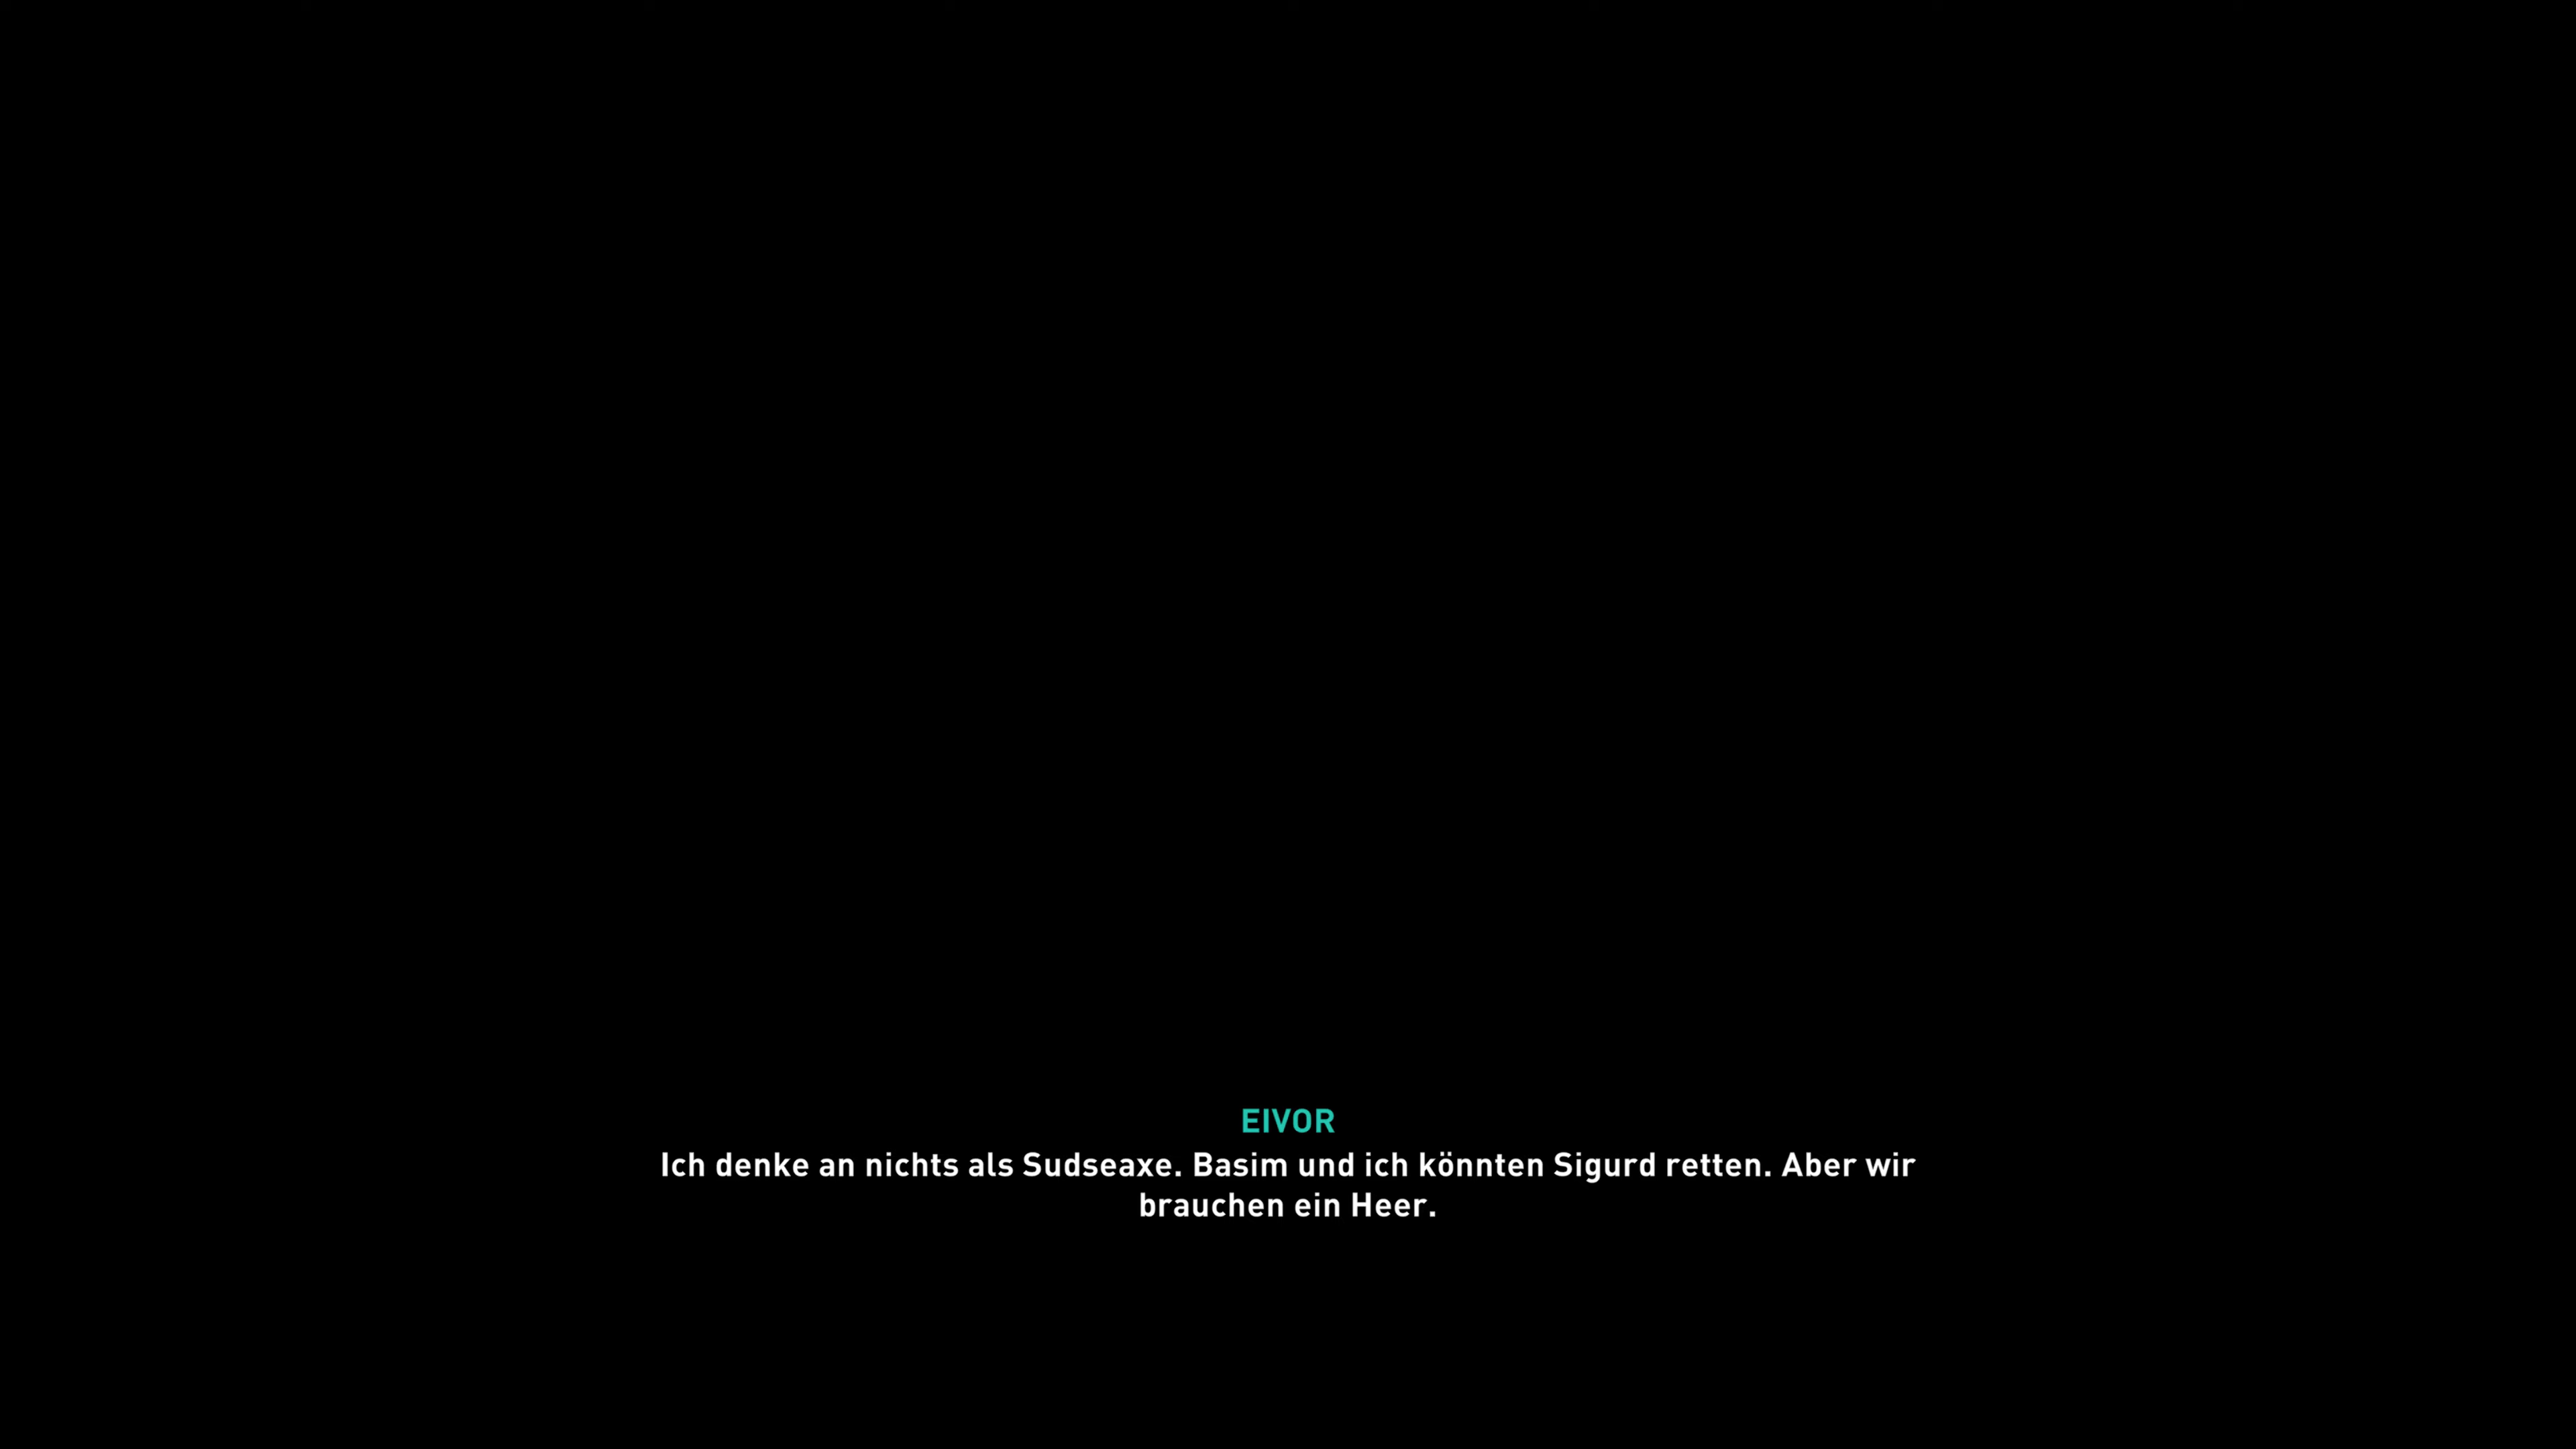 EIVOR
Ich denke an nichts als Sudseaxe. Basim und ich könnten Sigurd retten. Aber wir
brauchen ein Heer.